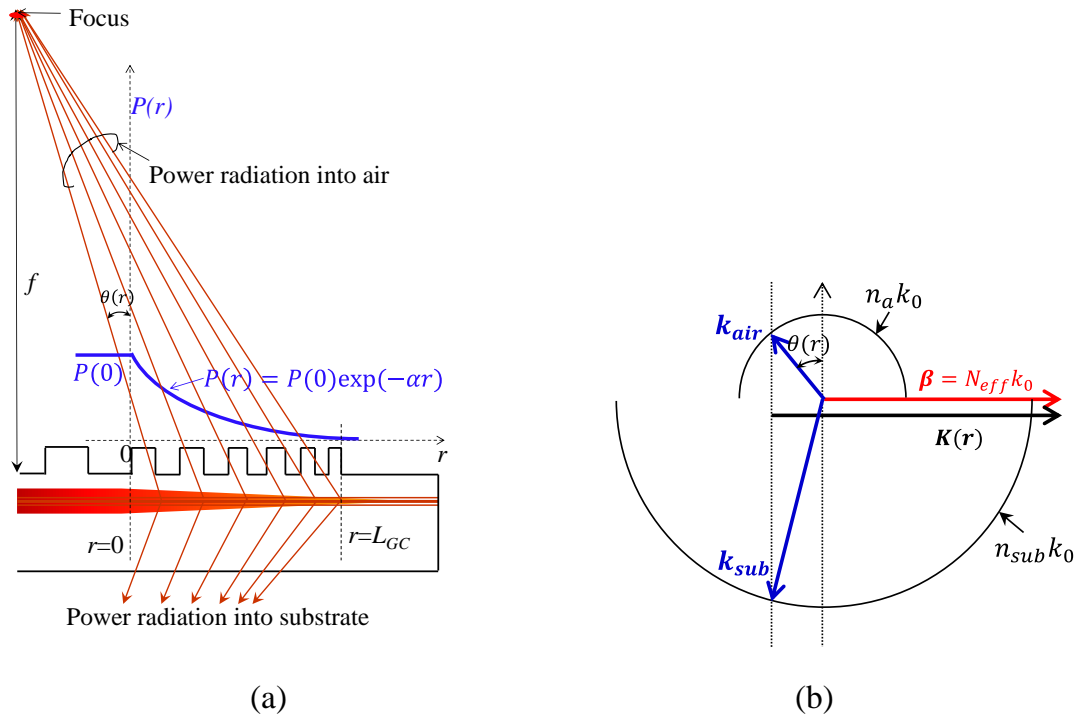 Focus
P(r)
Power radiation into air
f
θ(r)
P(0)
P(r) = P(0)exp(−αr)
0
r
r=0
r=L_GC
Power radiation into substrate
(a)
n_a k_0
k_air
θ(r)
β = N_eff k_0
K(r)
k_sub
n_sub k_0
(b)